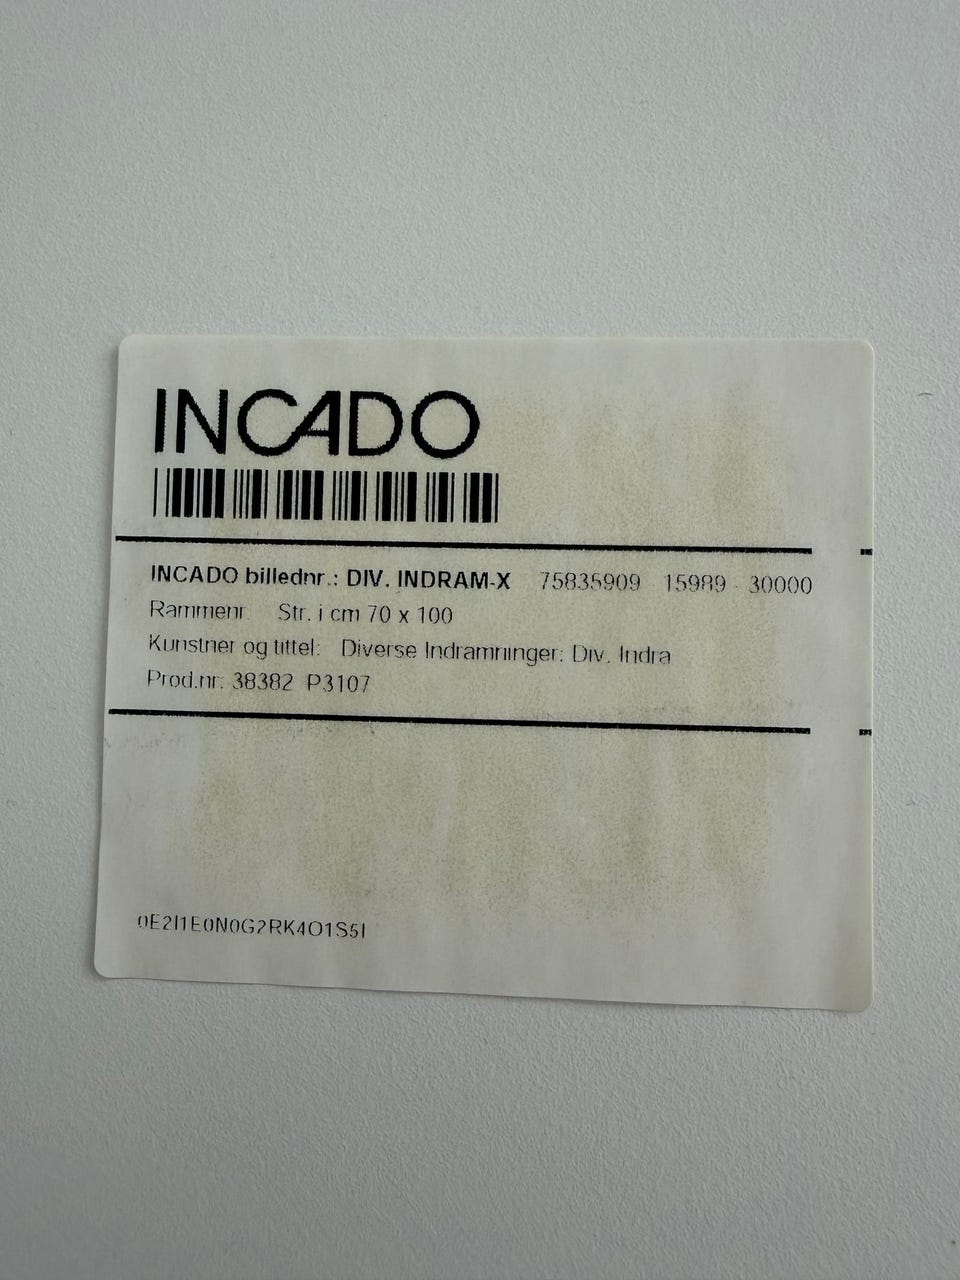 INCADO
INCADO billednr.: DIV. INDRAM-X 75835909 15989 - 30000
Rammenr. Str. i cm 70 x 100
Kunstner og tittel: Diverse Indramninger: Div. Indra
Prod.nr: 38382 P3107
0E2I1E0N0G2RK4O1S5I